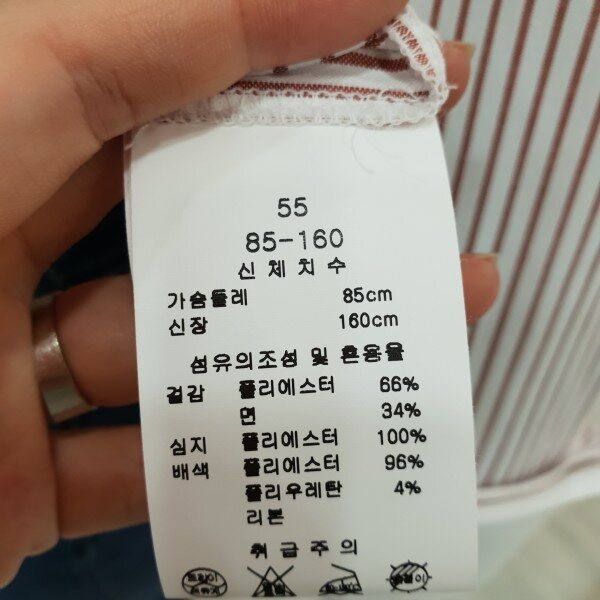 55
85-160
신체치수
가슴둘레 85cm
신장 160cm
섬유의조성 및 혼용율
겉감 폴리에스터 66%
면 34%
심지 폴리에스터 100%
배색 폴리에스터 96%
폴리우레탄 4%
리본
취급주의
드라이